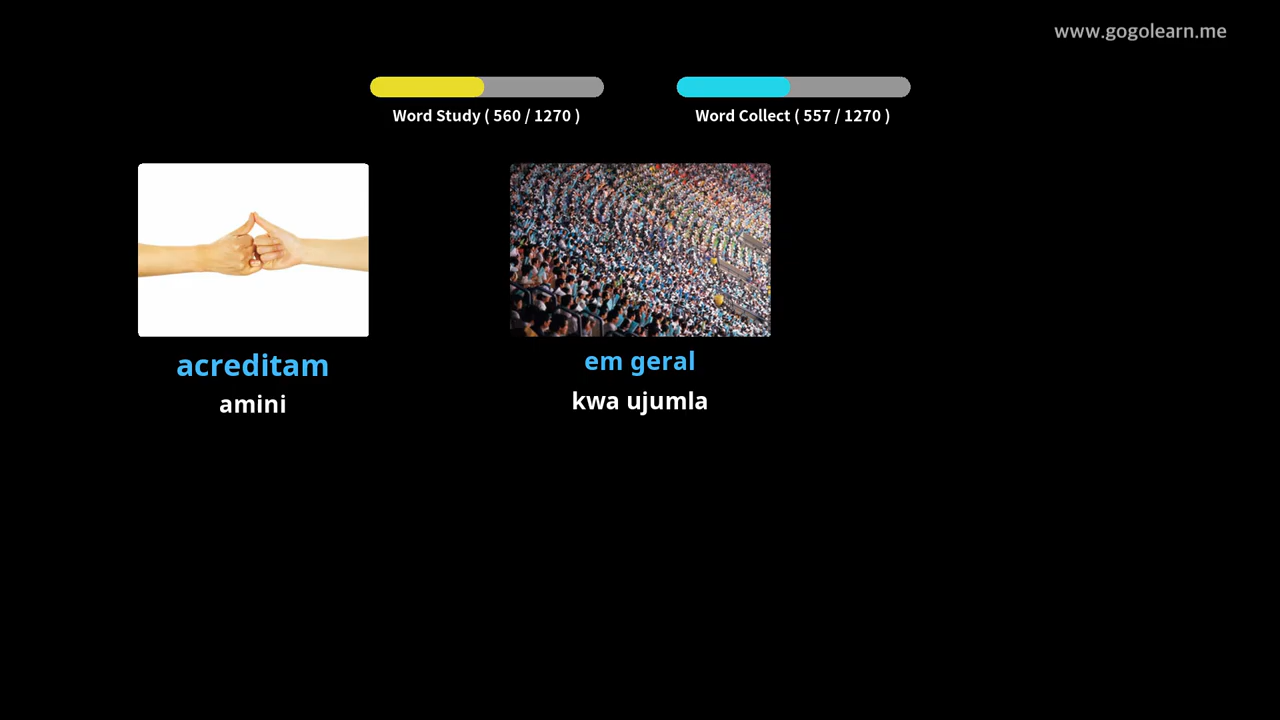 www.gogolearn.me
Word Study ( 560 / 1270 )
Word Collect ( 557 / 1270 )
acreditam
amini
em geral
kwa ujumla